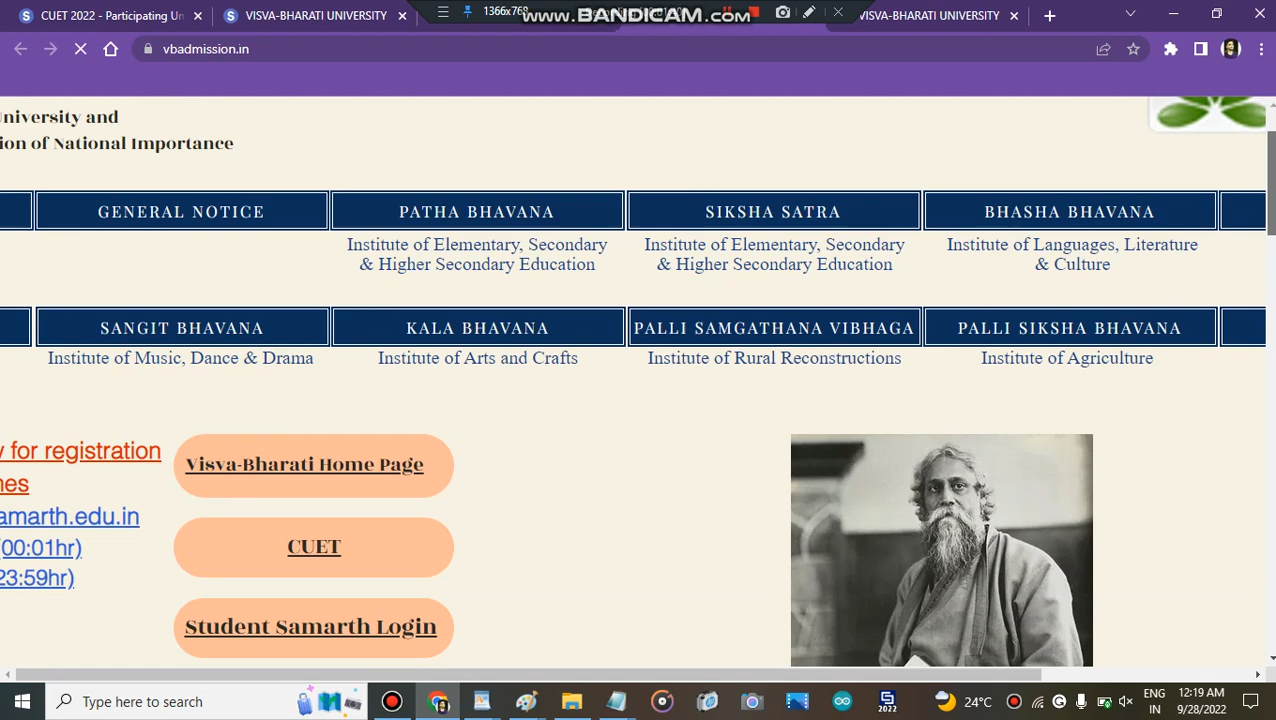 CUET 2022 - Participating Un
VISVA-BHARATI UNIVERSITY
1366x768
www.BANDICAM.com
VISVA-BHARATI UNIVERSITY
vbadmission.in
University and
ion of National Importance
GENERAL NOTICE
PATHA BHAVANA
SIKSHA SATRA
BHASHA BHAVANA
Institute of Elementary, Secondary
& Higher Secondary Education
Institute of Elementary, Secondary
& Higher Secondary Education
Institute of Languages, Literature
& Culture
SANGIT BHAVANA
KALA BHAVANA
PALLI SAMGATHANA VIBHAGA
PALLI SIKSHA BHAVANA
Institute of Music, Dance & Drama
Institute of Arts and Crafts
Institute of Rural Reconstructions
Institute of Agriculture
for registration
nes
amarth.edu.in
(00:01hr)
23:59hr)
Visva-Bharati Home Page
CUET
Student Samarth Login
Type here to search
2022
24°C
ENG
IN
12:19 AM
9/28/2022